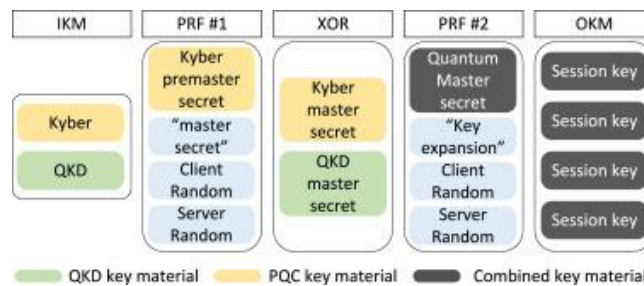 IKM
PRF #1
XOR
PRF #2
OKM
Kyber
QKD
Kyber
premaster
secret
“master
secret”
Client
Random
Server
Random
Kyber
master
secret
QKD
master
secret
Quantum
Master
secret
“Key
expansion”
Client
Random
Server
Random
Session key
Session key
Session key
Session key
QKD key material
PQC key material
Combined key material